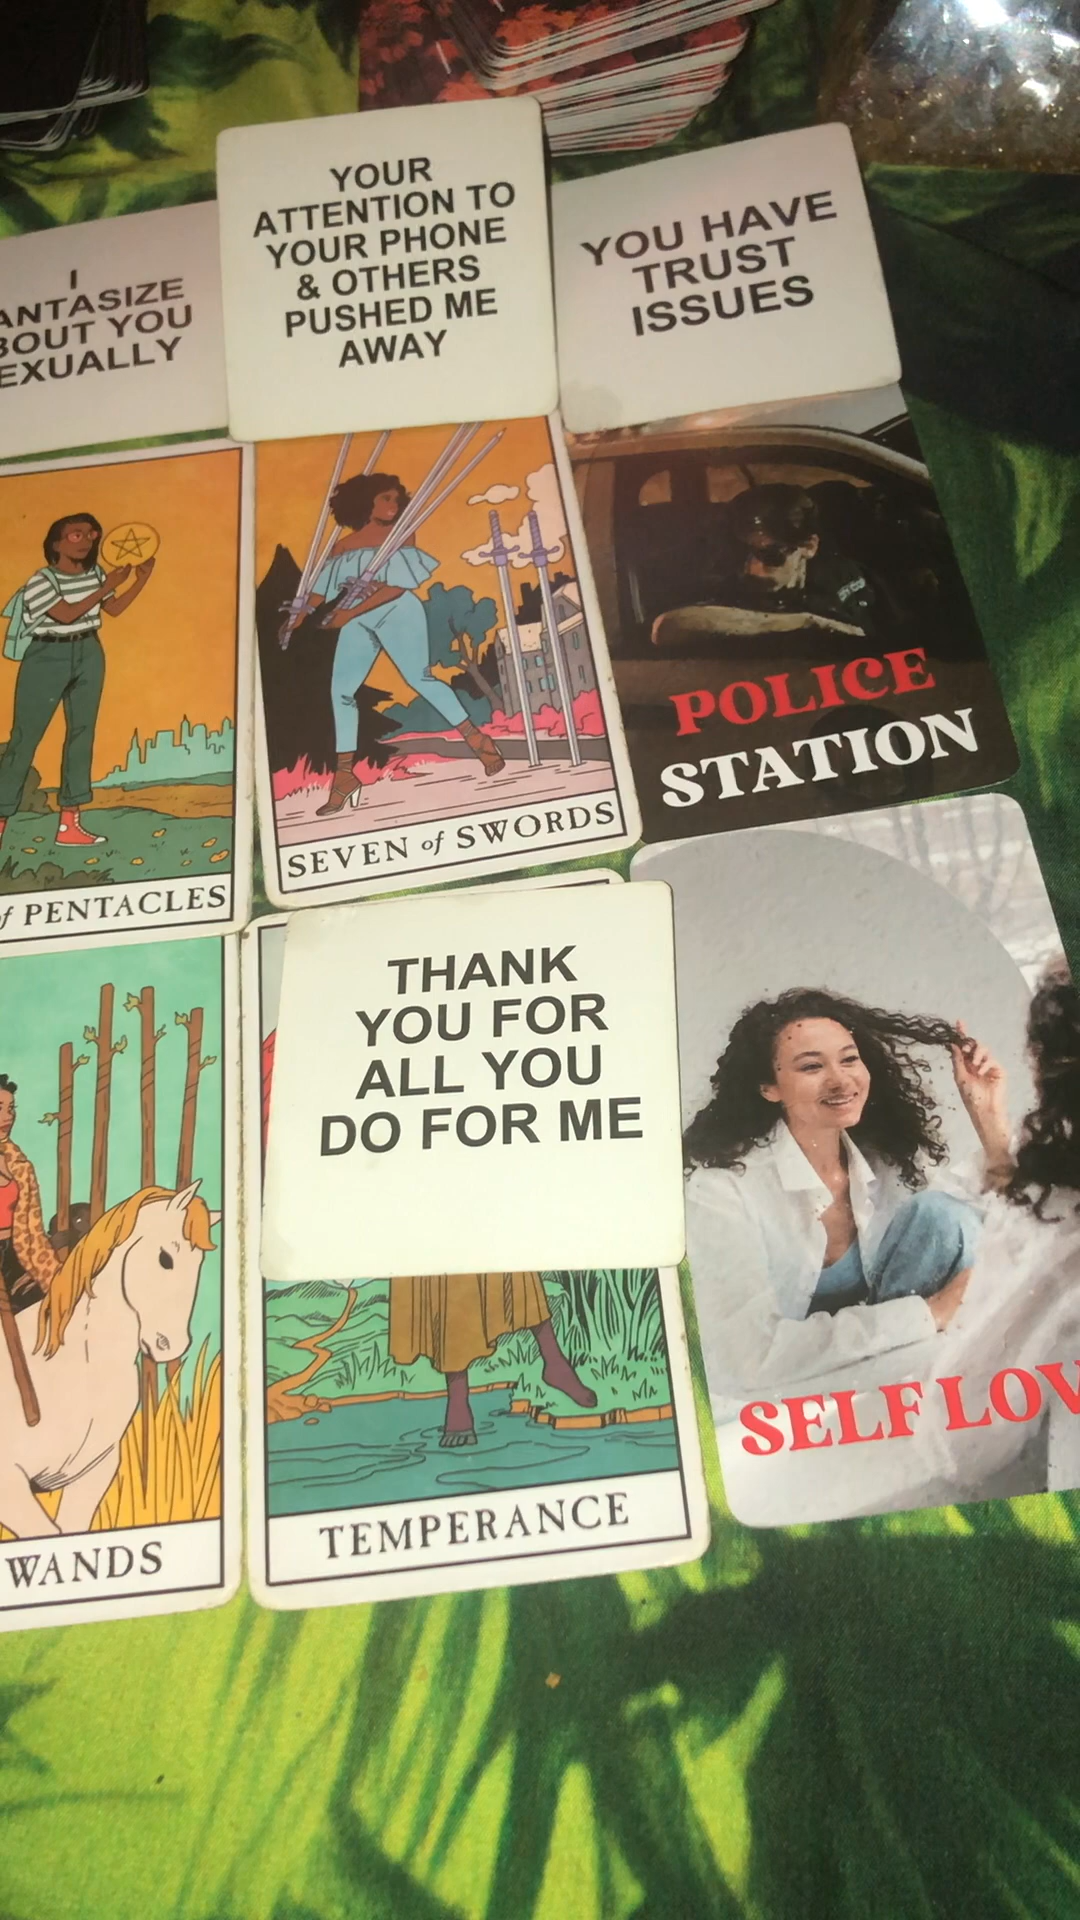 I
ANTASIZE
BOUT YOU
EXUALLY
YOUR
ATTENTION TO
YOUR PHONE
& OTHERS
PUSHED ME
AWAY
YOU HAVE
TRUST
ISSUES
of PENTACLES
SEVEN of SWORDS
POLICE
STATION
THANK
YOU FOR
ALL YOU
DO FOR ME
WANDS
TEMPERANCE
SELF LOV